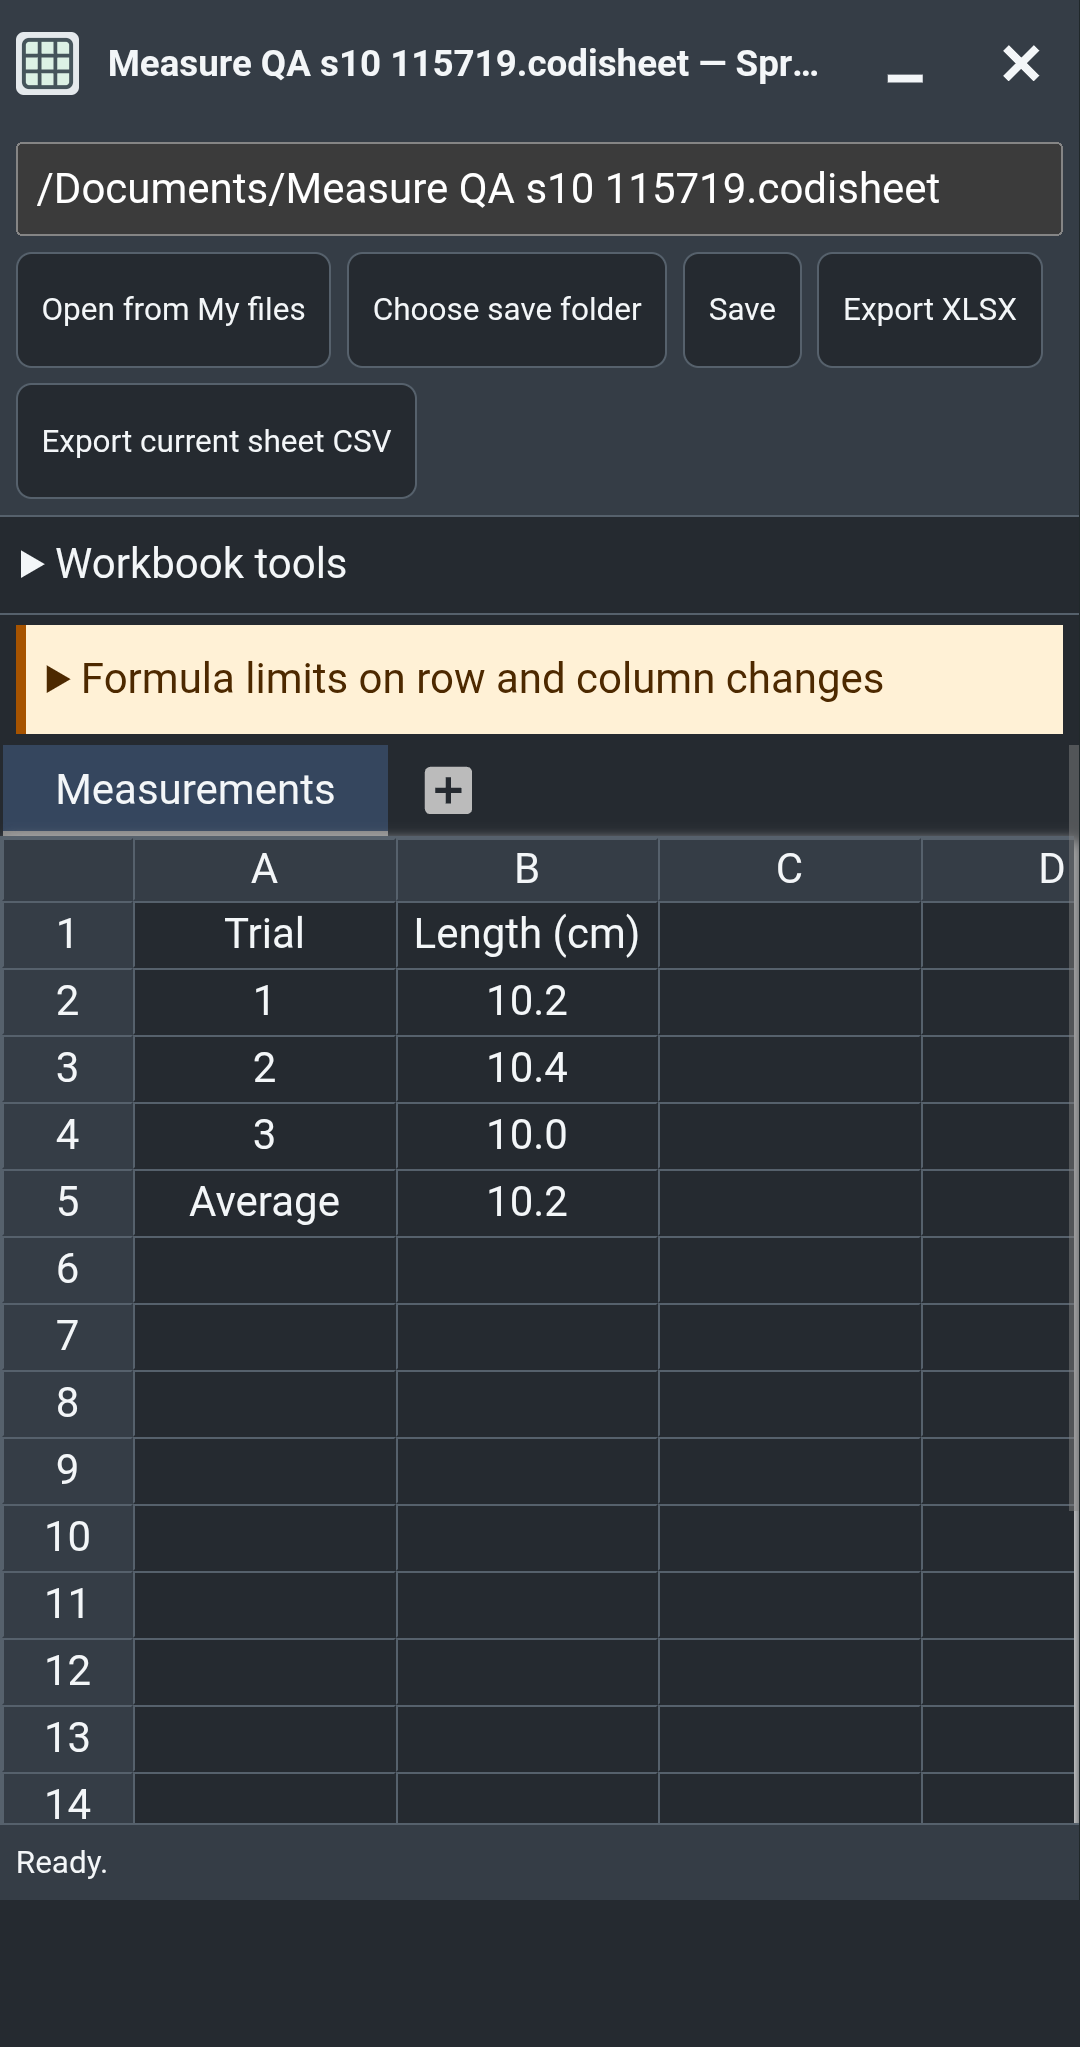 Measure QA s10 115719.codisheet — Spr...
/Documents/Measure QA s10 115719.codisheet
Open from My files Choose save folder Save Export XLSX
Export current sheet CSV
▶ Workbook tools
▶ Formula limits on row and column changes
Measurements +
A B C D
1 Trial Length (cm)
2 1 10.2
3 2 10.4
4 3 10.0
5 Average 10.2
6
7
8
9
10
11
12
13
14
Ready.